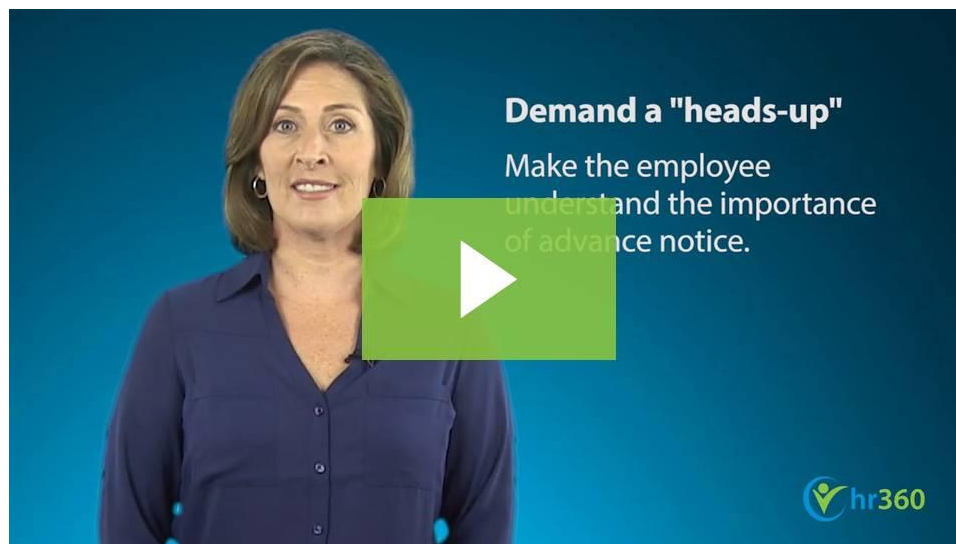 Demand a "heads-up"
Make the employee
understand the importance
of advance notice.
hr360